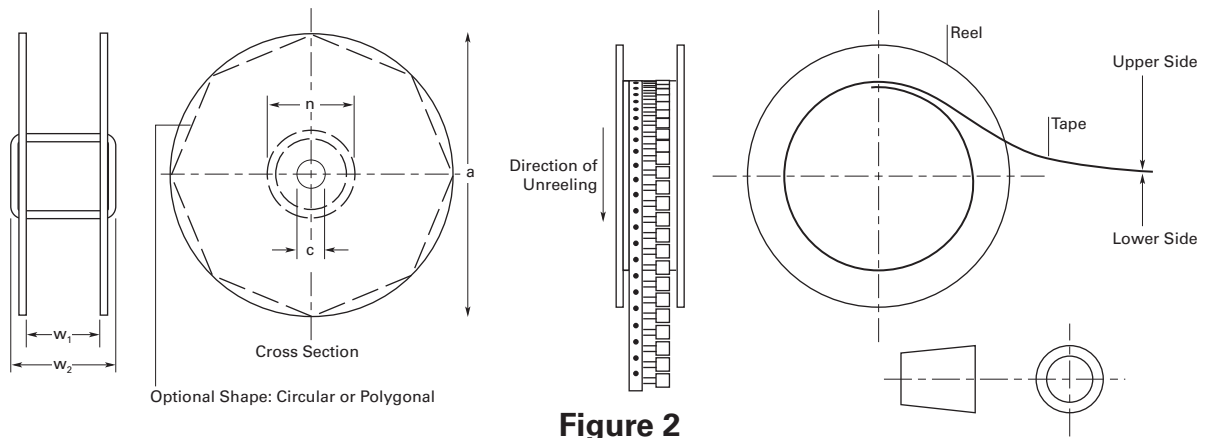 n
a
c
w₁
w₂
Cross Section
Optional Shape: Circular or Polygonal
Direction of
Unreeling
Reel
Upper Side
Tape
Lower Side
Figure 2